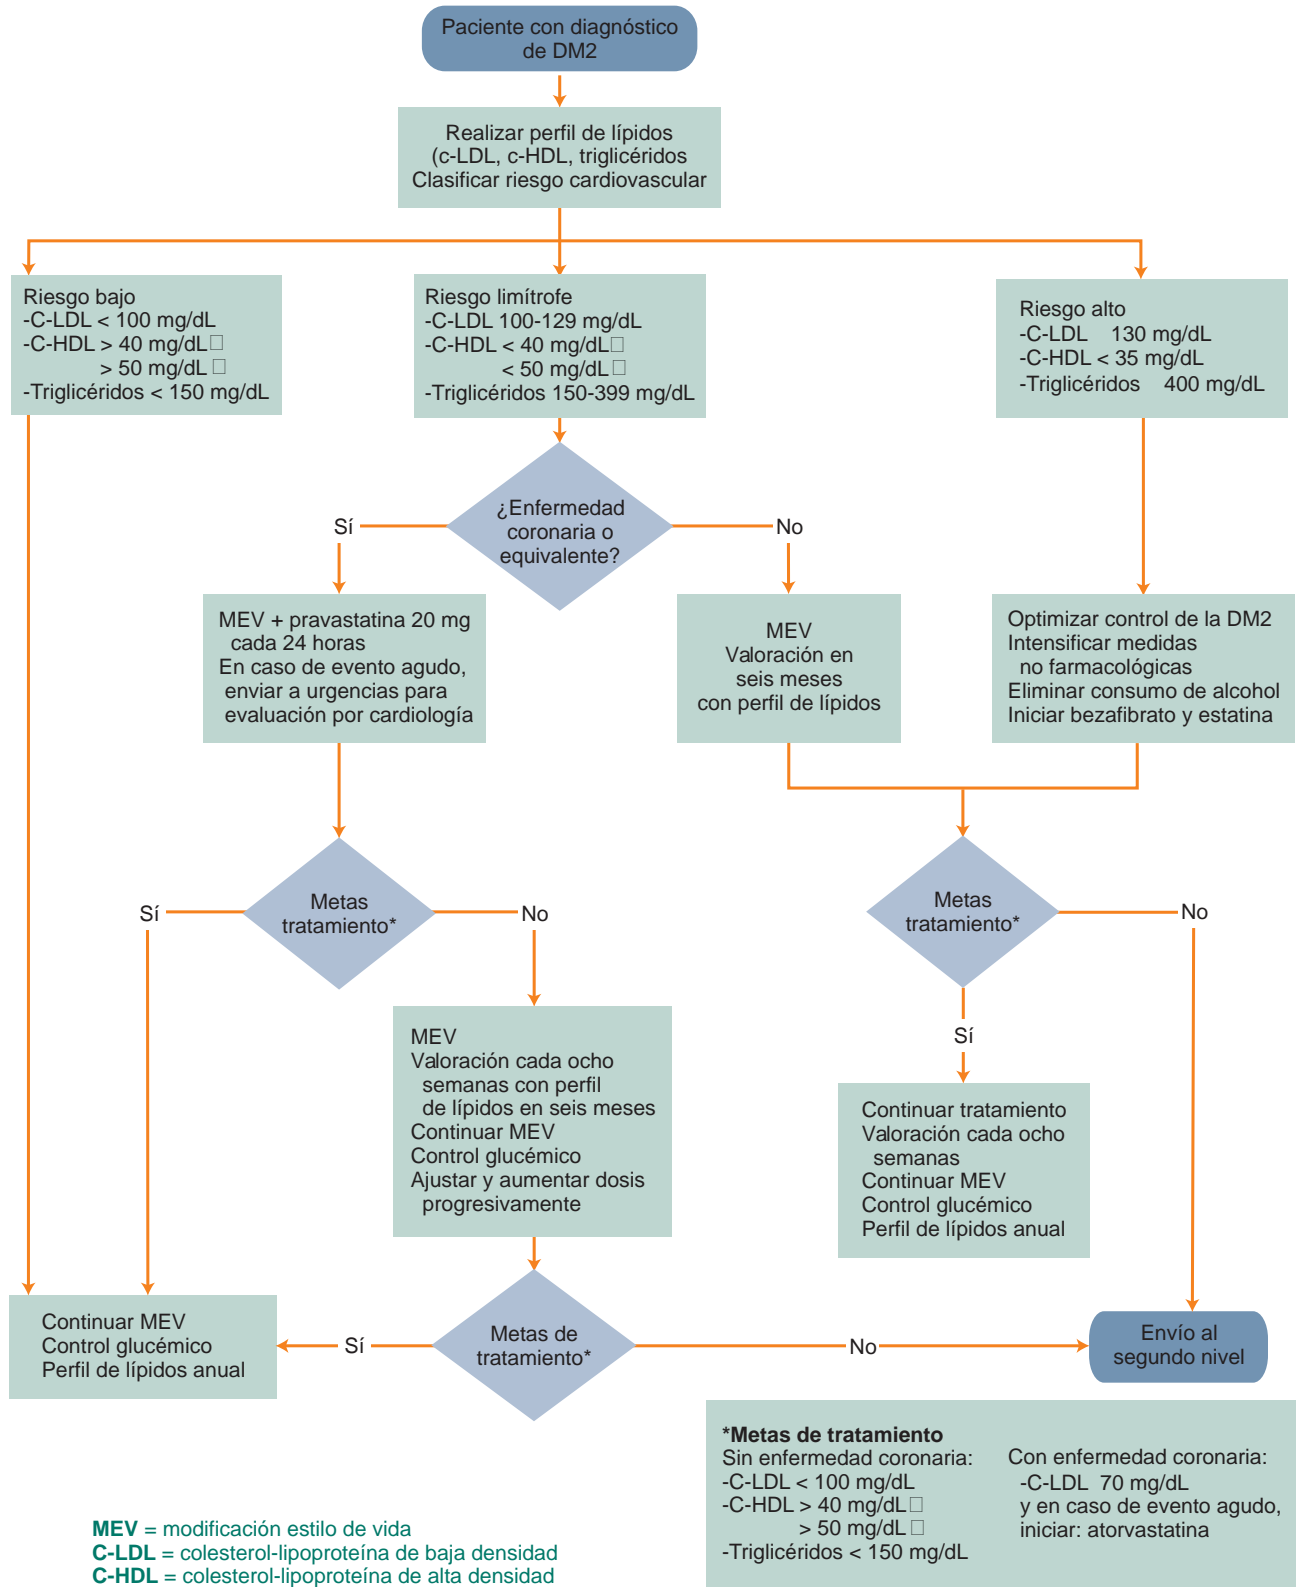 Paciente con diagnóstico
de DM2
Realizar perfil de lípidos
(c-LDL, c-HDL, triglicéridos
Clasificar riesgo cardiovascular
Riesgo bajo
-C-LDL < 100 mg/dL
-C-HDL > 40 mg/dL□
> 50 mg/dL □
-Triglicéridos < 150 mg/dL
Riesgo limítrofe
-C-LDL 100-129 mg/dL
-C-HDL < 40 mg/dL□
< 50 mg/dL□
-Triglicéridos 150-399 mg/dL
Riesgo alto
-C-LDL 130 mg/dL
-C-HDL < 35 mg/dL
-Triglicéridos 400 mg/dL
¿Enfermedad
coronaria o
equivalente?
Sí
No
MEV + pravastatina 20 mg
cada 24 horas
En caso de evento agudo,
enviar a urgencias para
evaluación por cardiología
MEV
Valoración en
seis meses
con perfil de lípidos
Optimizar control de la DM2
Intensificar medidas
no farmacológicas
Eliminar consumo de alcohol
Iniciar bezafibrato y estatina
Metas
tratamiento*
Sí
No
Metas
tratamiento*
No
Sí
MEV
Valoración cada ocho
semanas con perfil
de lípidos en seis meses
Continuar MEV
Control glucémico
Ajustar y aumentar dosis
progresivamente
Continuar tratamiento
Valoración cada ocho
semanas
Continuar MEV
Control glucémico
Perfil de lípidos anual
Continuar MEV
Control glucémico
Perfil de lípidos anual
Sí
Metas de
tratamiento*
No
Envío al
segundo nivel
*Metas de tratamiento
Sin enfermedad coronaria:
-C-LDL < 100 mg/dL
-C-HDL > 40 mg/dL□
> 50 mg/dL □
-Triglicéridos < 150 mg/dL
Con enfermedad coronaria:
-C-LDL 70 mg/dL
y en caso de evento agudo,
iniciar: atorvastatina
MEV = modificación estilo de vida
C-LDL = colesterol-lipoproteína de baja densidad
C-HDL = colesterol-lipoproteína de alta densidad